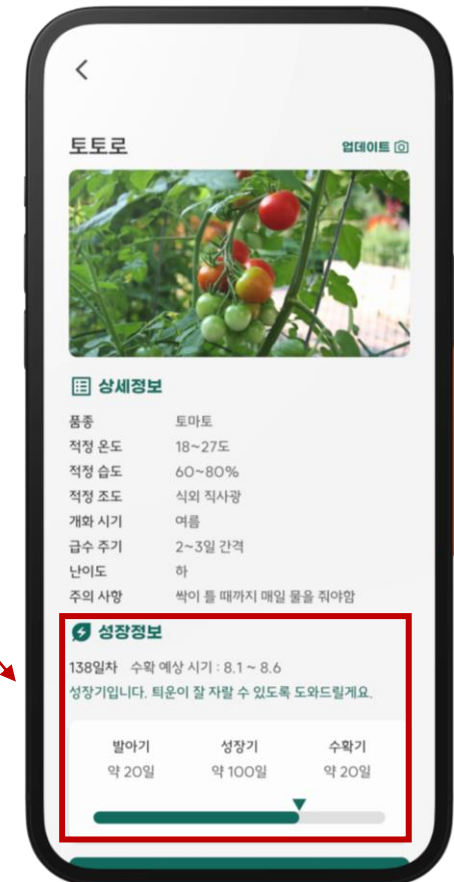 토토로 업데이트
상세정보
품종 토마토
적정 온도 18~27도
적정 습도 60~80%
적정 조도 식외 직사광
개화 시기 여름
급수 주기 2~3일 간격
난이도 하
주의 사항 싹이 틀 때까지 매일 물을 줘야함
성장정보
138일차 수확 예상 시기 : 8.1 ~ 8.6
성장기입니다. 틔운이 잘 자랄 수 있도록 도와드릴게요.
발아기 성장기 수확기
약 20일 약 100일 약 20일